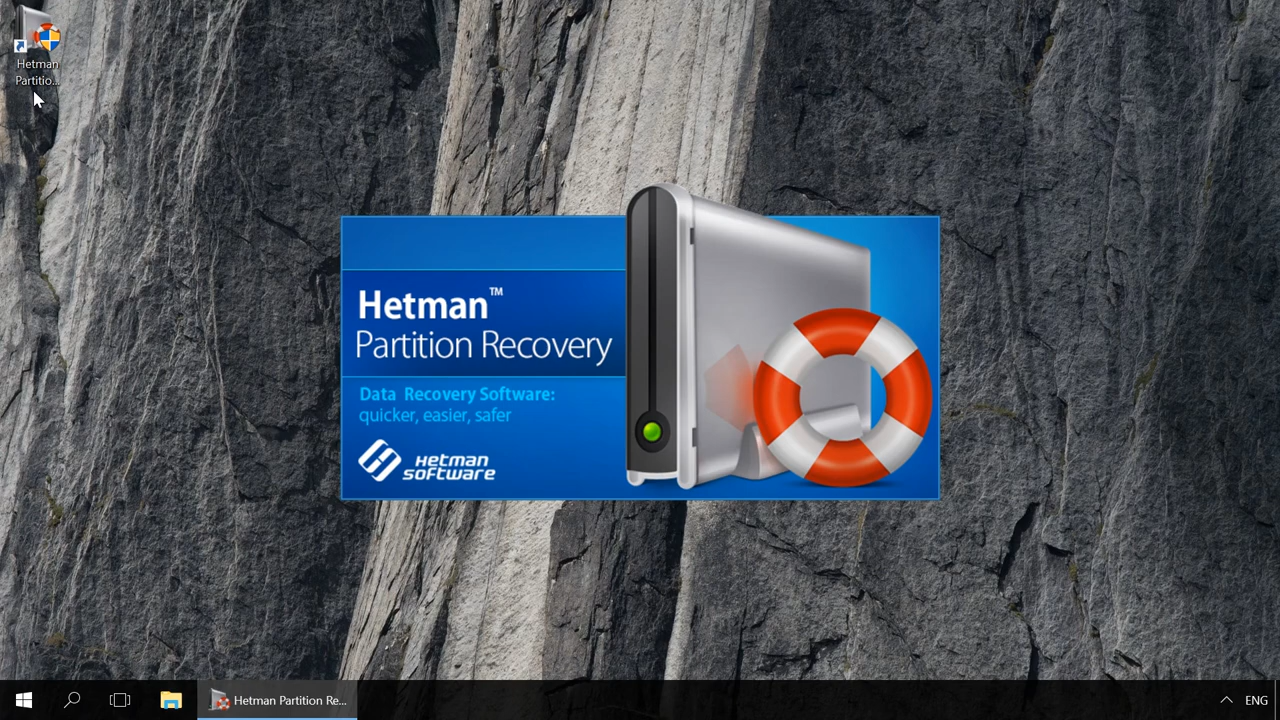 Hetman
Partitio...
Hetman™
Partition Recovery
Data Recovery Software:
quicker, easier, safer
Hetman
software
Hetman Partition Re...
ENG